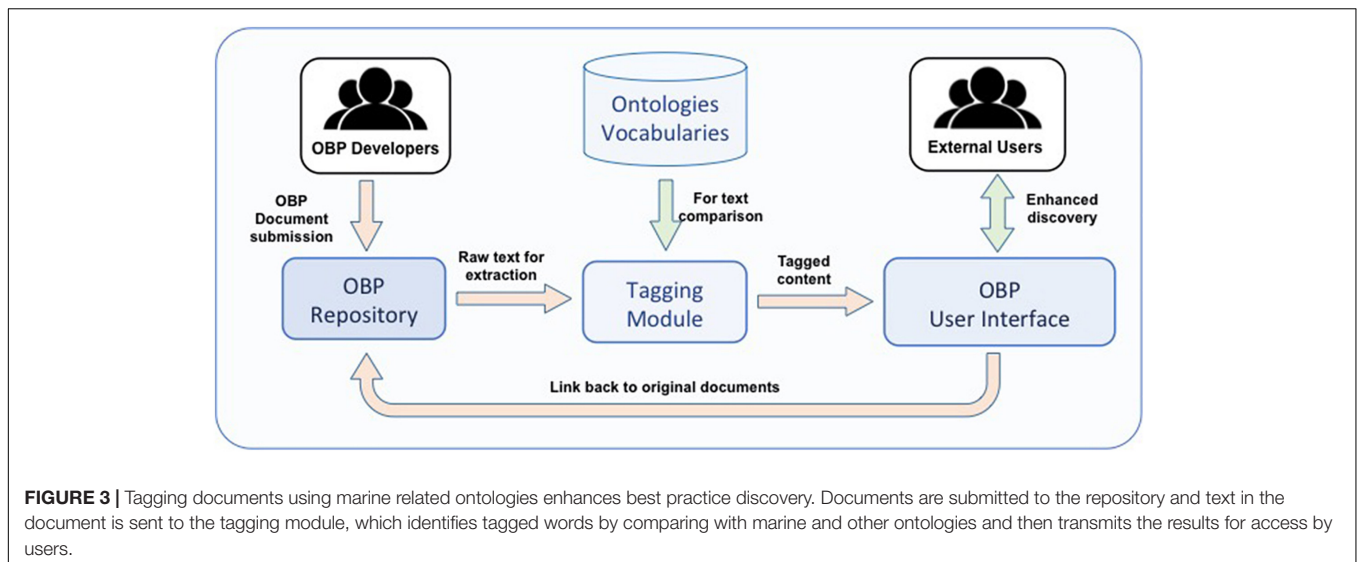 OBP Developers
Ontologies
Vocabularies
External Users
OBP
Document
submission
For text
comparison
Enhanced
discovery
OBP
Repository
Raw text for
extraction
Tagging
Module
Tagged
content
OBP
User Interface
Link back to original documents
FIGURE 3 | Tagging documents using marine related ontologies enhances best practice discovery. Documents are submitted to the repository and text in the
document is sent to the tagging module, which identifies tagged words by comparing with marine and other ontologies and then transmits the results for access by
users.